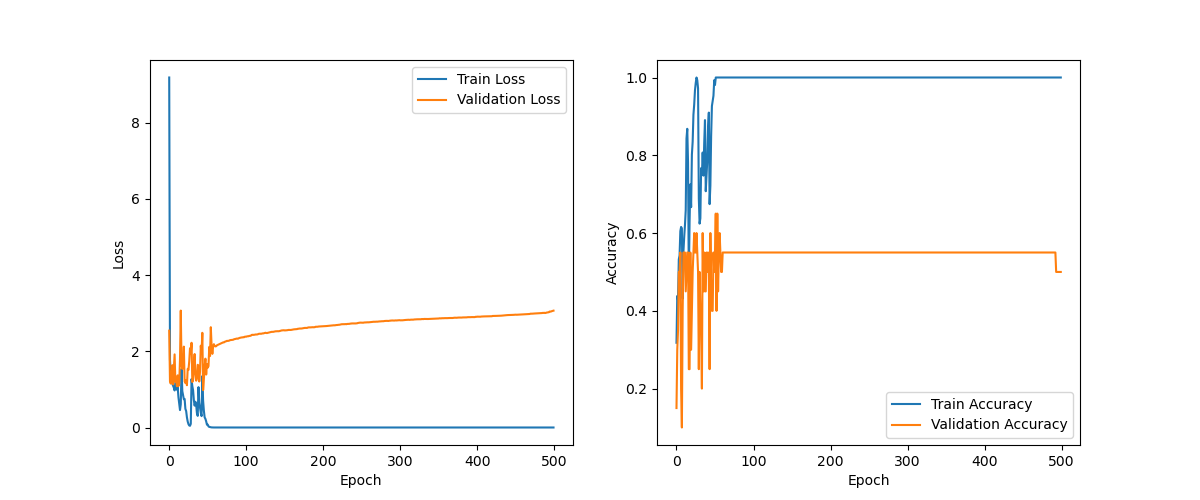 Train Loss
Validation Loss
8
6
4
2
0
Loss
0 100 200 300 400 500
Epoch
1.0
0.8
0.6
0.4
0.2
Accuracy
Train Accuracy
Validation Accuracy
0 100 200 300 400 500
Epoch